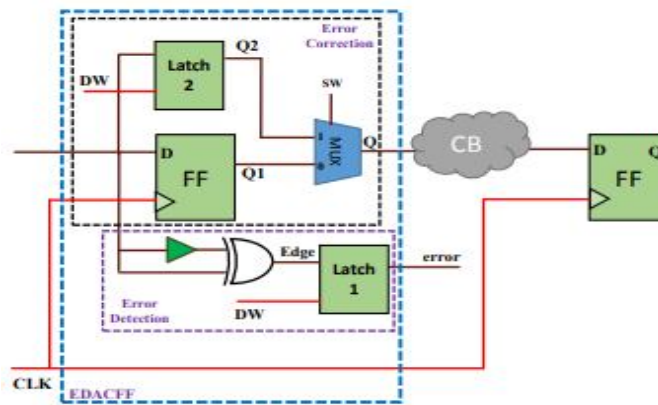 Error
Correction
Q2
Latch
2
DW
SW
1
MUX
0
Q
D
FF
Q1
CB
D
Q
FF
Edge
Latch
1
error
Error
Detection
DW
CLK
EDACFF